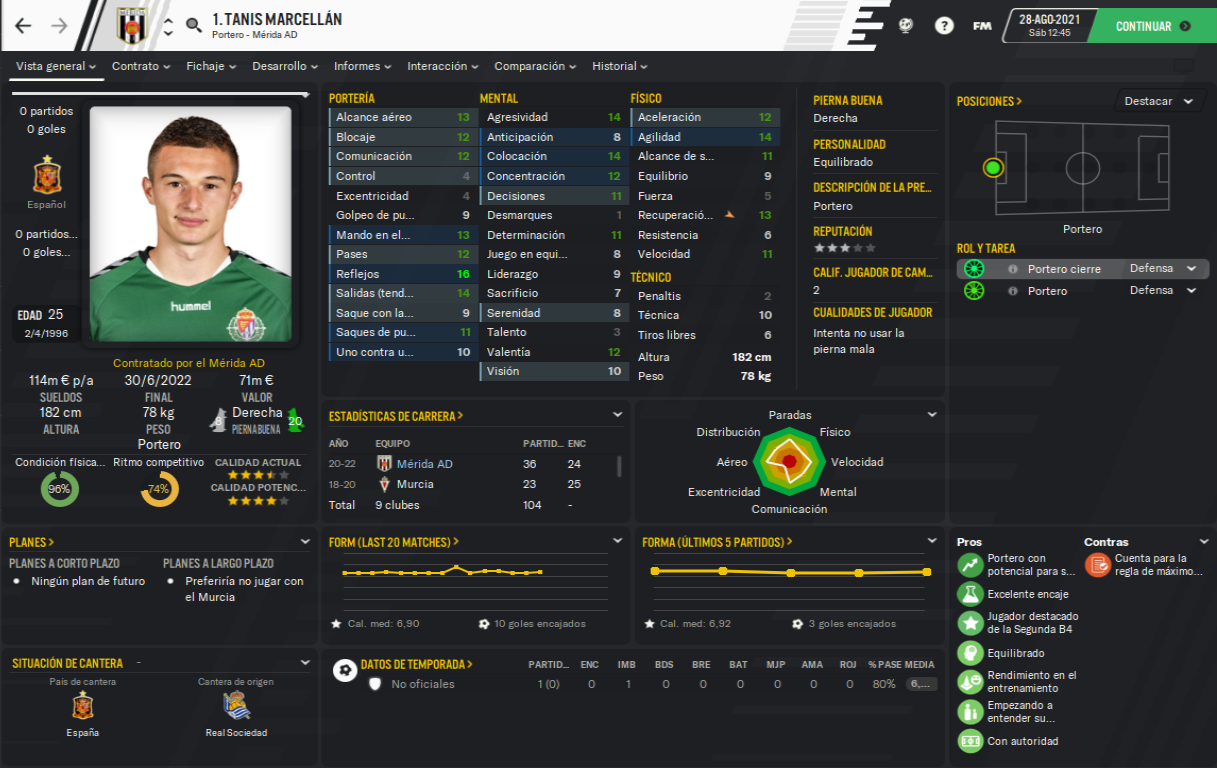 1. TANIS MARCELLÁN
Portero - Mérida AD
FM
28-AGO-2021
Sáb 12:45
CONTINUAR
Vista general
Contrato
Fichaje
Desarrollo
Informes
Interacción
Comparación
Historial
0 partidos
0 goles
Español
0 partidos...
0 goles...
EDAD 25
2/4/1996
hummel
Contratado por el Mérida AD
114m € p/a
SUELDOS
30/6/2022
FINAL
71m €
VALOR
182 cm
ALTURA
78 kg
PESO
8
Derecha
PIERNA BUENA
20
Portero
Condición física...
96%
Ritmo competitivo
74%
CALIDAD ACTUAL
CALIDAD POTENC...
PORTERÍA
Alcance aéreo 13
Blocaje 12
Comunicación 12
Control 4
Excentricidad 4
Golpeo de pu... 9
Mando en el... 13
Pases 12
Reflejos 16
Salidas (tend... 14
Saque con la... 9
Saques de pu... 11
Uno contra u... 10
MENTAL
Agresividad 14
Anticipación 8
Colocación 14
Concentración 12
Decisiones 11
Desmarques 1
Determinación 11
Juego en equi... 8
Liderazgo 9
Sacrificio 7
Serenidad 8
Talento 3
Valentía 12
Visión 10
FÍSICO
Aceleración 12
Agilidad 14
Alcance de s... 11
Equilibrio 9
Fuerza 5
Recuperació... 13
Resistencia 6
Velocidad 11
TÉCNICO
Penaltis 2
Técnica 10
Tiros libres 6
Altura 182 cm
Peso 78 kg
PIERNA BUENA
Derecha
PERSONALIDAD
Equilibrado
DESCRIPCIÓN DE LA PRE...
Portero
REPUTACIÓN
CALIF. JUGADOR DE CAM...
2
CUALIDADES DE JUGADOR
Intenta no usar la
pierna mala
POSICIONES
Destacar
Portero
ROL Y TAREA
Portero cierre Defensa
Portero Defensa
ESTADÍSTICAS DE CARRERA
AÑO EQUIPO PARTID... ENC
20-22 Mérida AD 36 24
18-20 Murcia 23 25
Total 9 clubes 104 -
Paradas
Físico
Velocidad
Mental
Comunicación
Excentricidad
Aéreo
Distribución
PLANES
PLANES A CORTO PLAZO
Ningún plan de futuro
PLANES A LARGO PLAZO
Preferiría no jugar con
el Murcia
FORM (LAST 20 MATCHES)
Cal. med: 6,90
10 goles encajados
FORMA (ÚLTIMOS 5 PARTIDOS)
Cal. med: 6,92
3 goles encajados
Pros
Portero con
potencial para s...
Excelente encaje
Jugador destacado
de la Segunda B4
Equilibrado
Rendimiento en el
entrenamiento
Empezando a
entender su...
Con autoridad
Contras
Cuenta para la
regla de máximo...
SITUACIÓN DE CANTERA -
País de cantera
España
Cantera de origen
Real Sociedad
DATOS DE TEMPORADA
PARTID... ENC IMB BDS BRE BAT MJP AMA ROJ % PASE MEDIA
No oficiales 1 (0) 0 1 0 0 0 0 0 0 80% 6,...